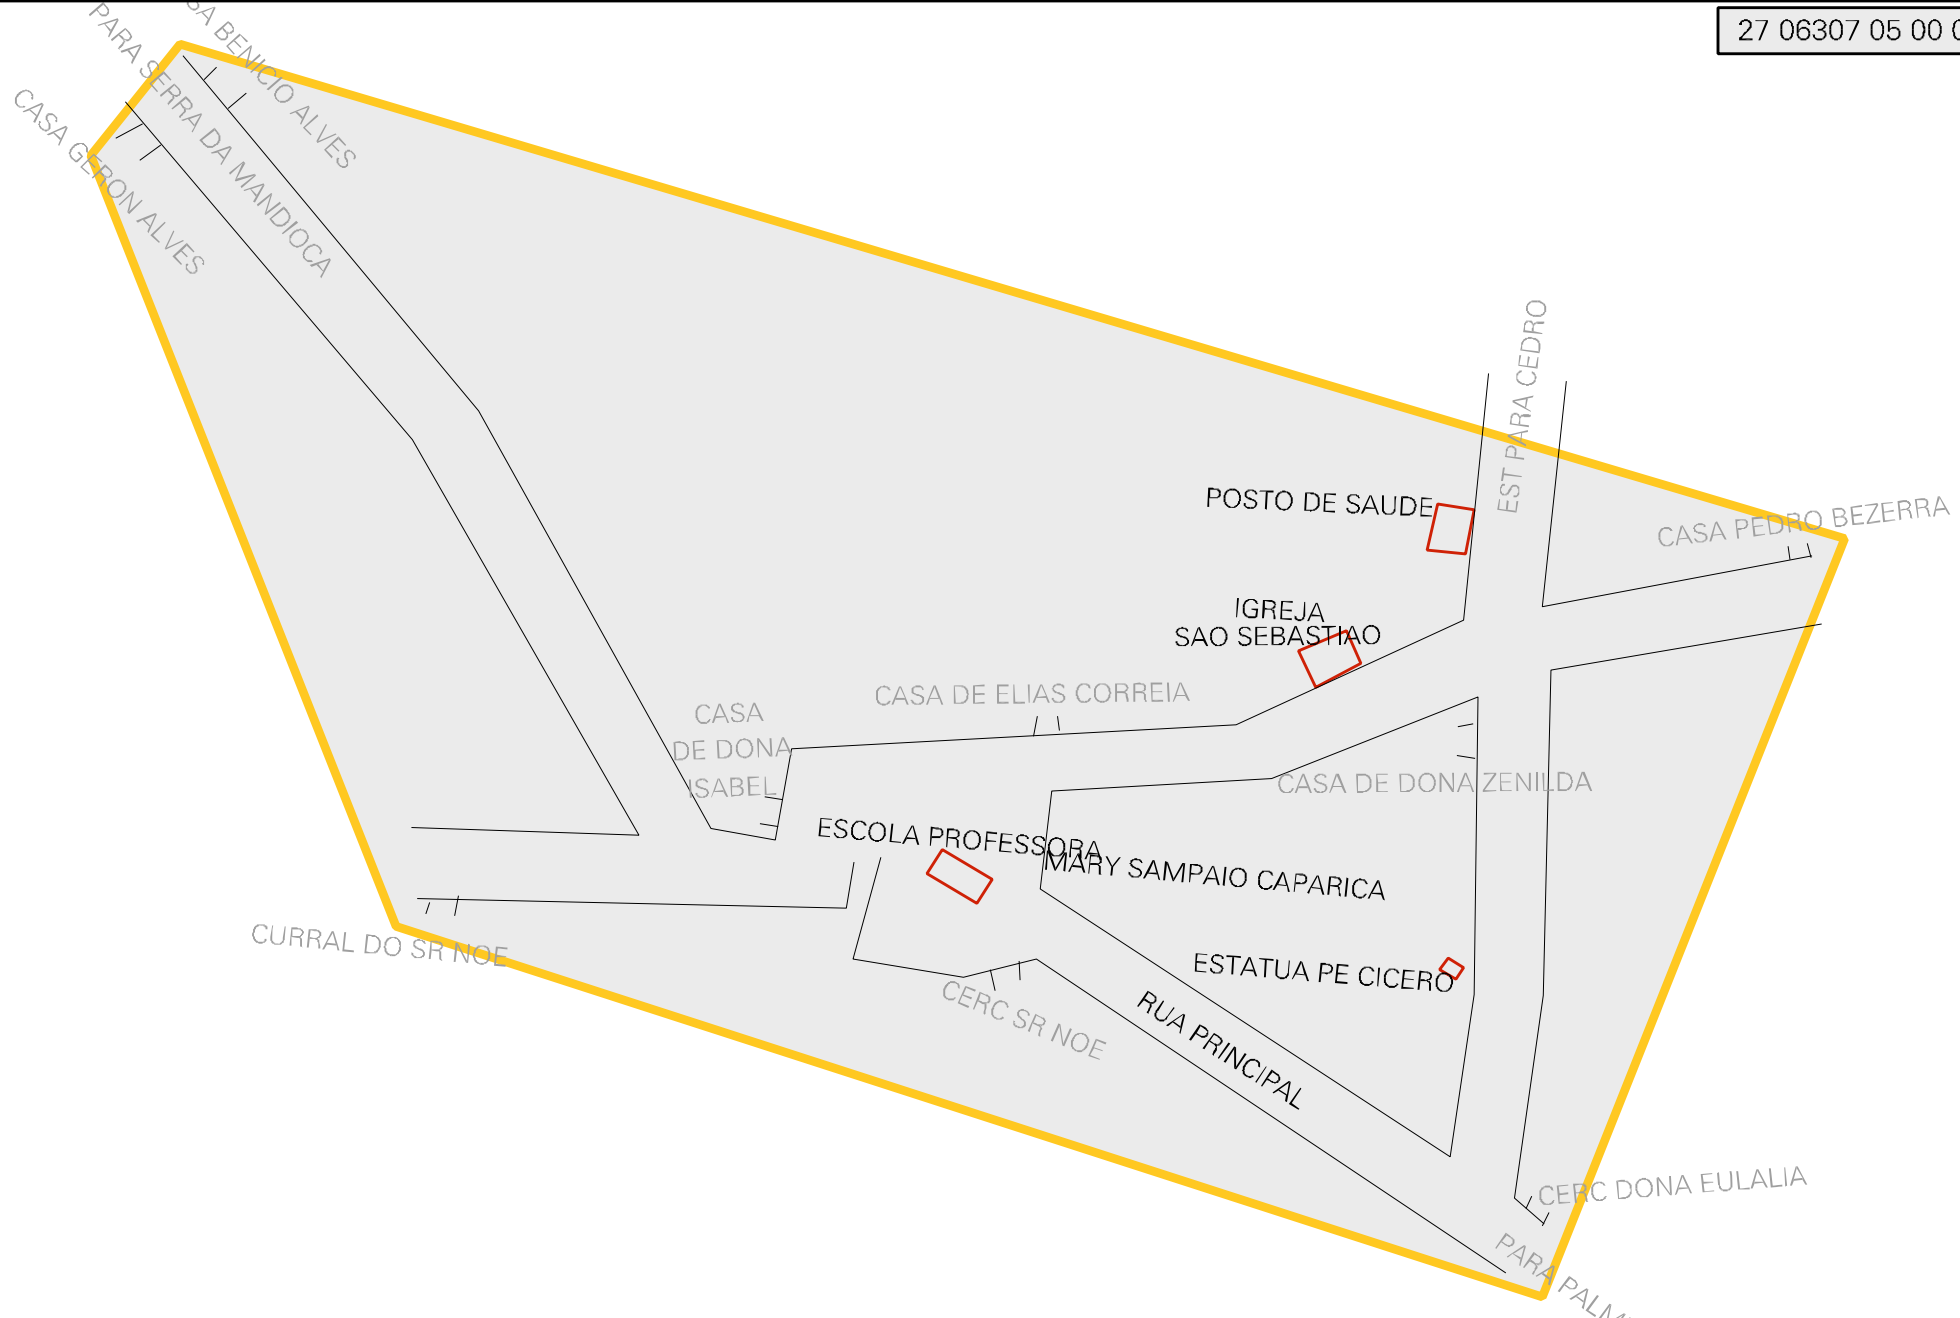 27 06307 05 00
BENICIO ALVES
PARA SERRA DA MANDIOCA
CASA GERON ALVES
EST PARA CEDRO
POSTO DE SAUDE
CASA PEDRO BEZERRA
IGREJA
SAO SEBASTIAO
CASA DE ELIAS CORREIA
CASA
DE DONA
ISABEL
CASA DE DONA ZENILDA
ESCOLA PROFESSORA
MARY SAMPAIO CAPARICA
CURRAL DO SR NOE
ESTATUA PE CICERO
CERC SR NOE
RUA PRINCIPAL
CERC DONA EULALIA
PARA